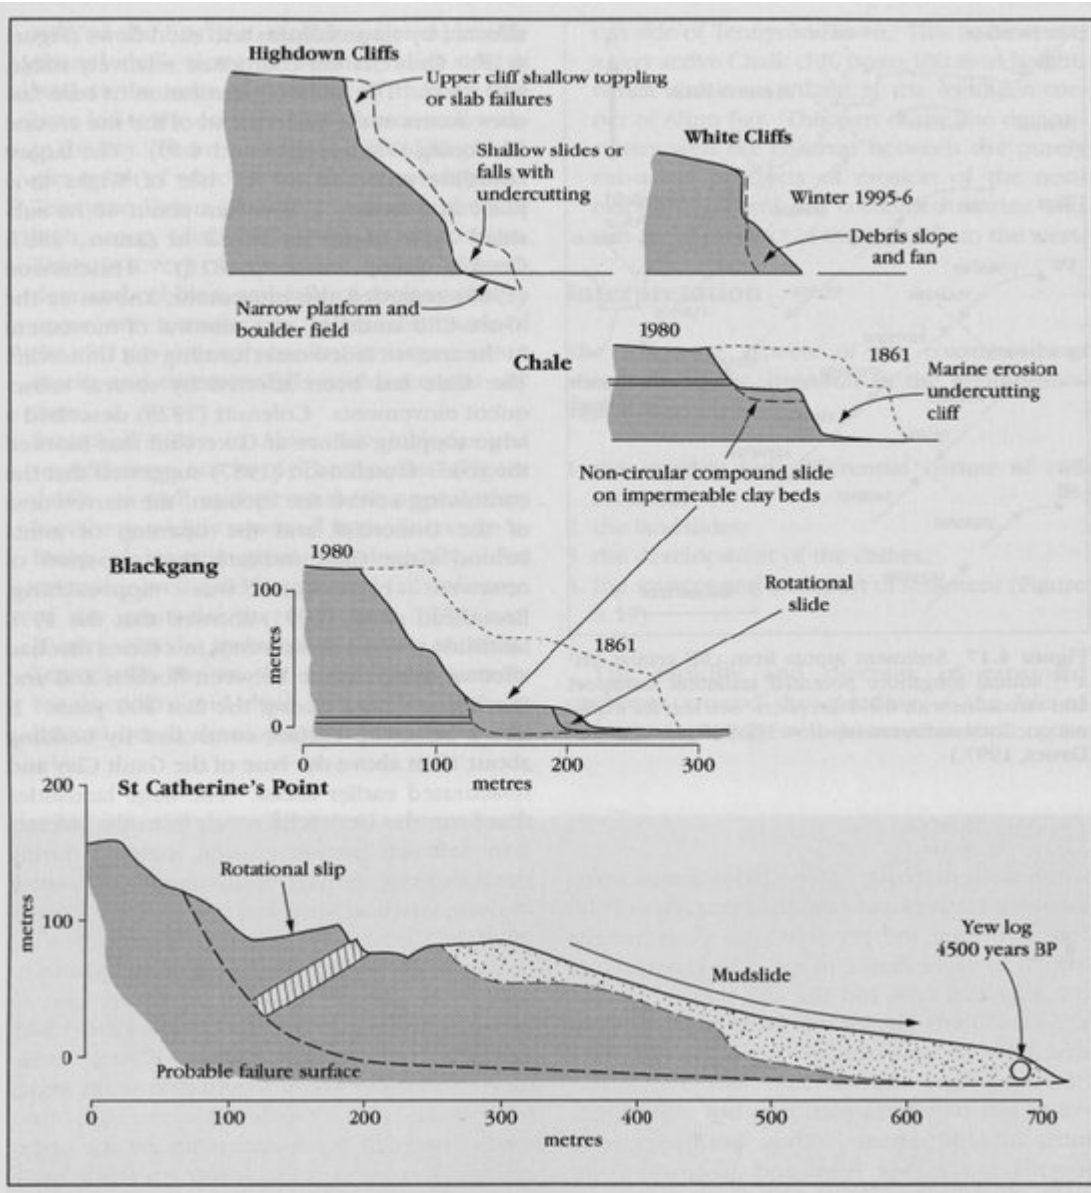 Highdown Cliffs
Upper cliff shallow toppling
or slab failures
Shallow slides or
falls with
undercutting
Narrow platform and
boulder field
White Cliffs
Winter 1995-6
Debris slope
and fan
Chale
1980
1861
Marine erosion
undercutting
cliff
Non-circular compound slide
on impermeable clay beds
Blackgang
1980
100
metres
0
1861
Rotational
slide
0 100 200 300
metres
St Catherine's Point
200
100
metres
0
Rotational slip
Mudslide
Yew log
4500 years BP
Probable failure surface
0 100 200 300 400 500 600 700
metres